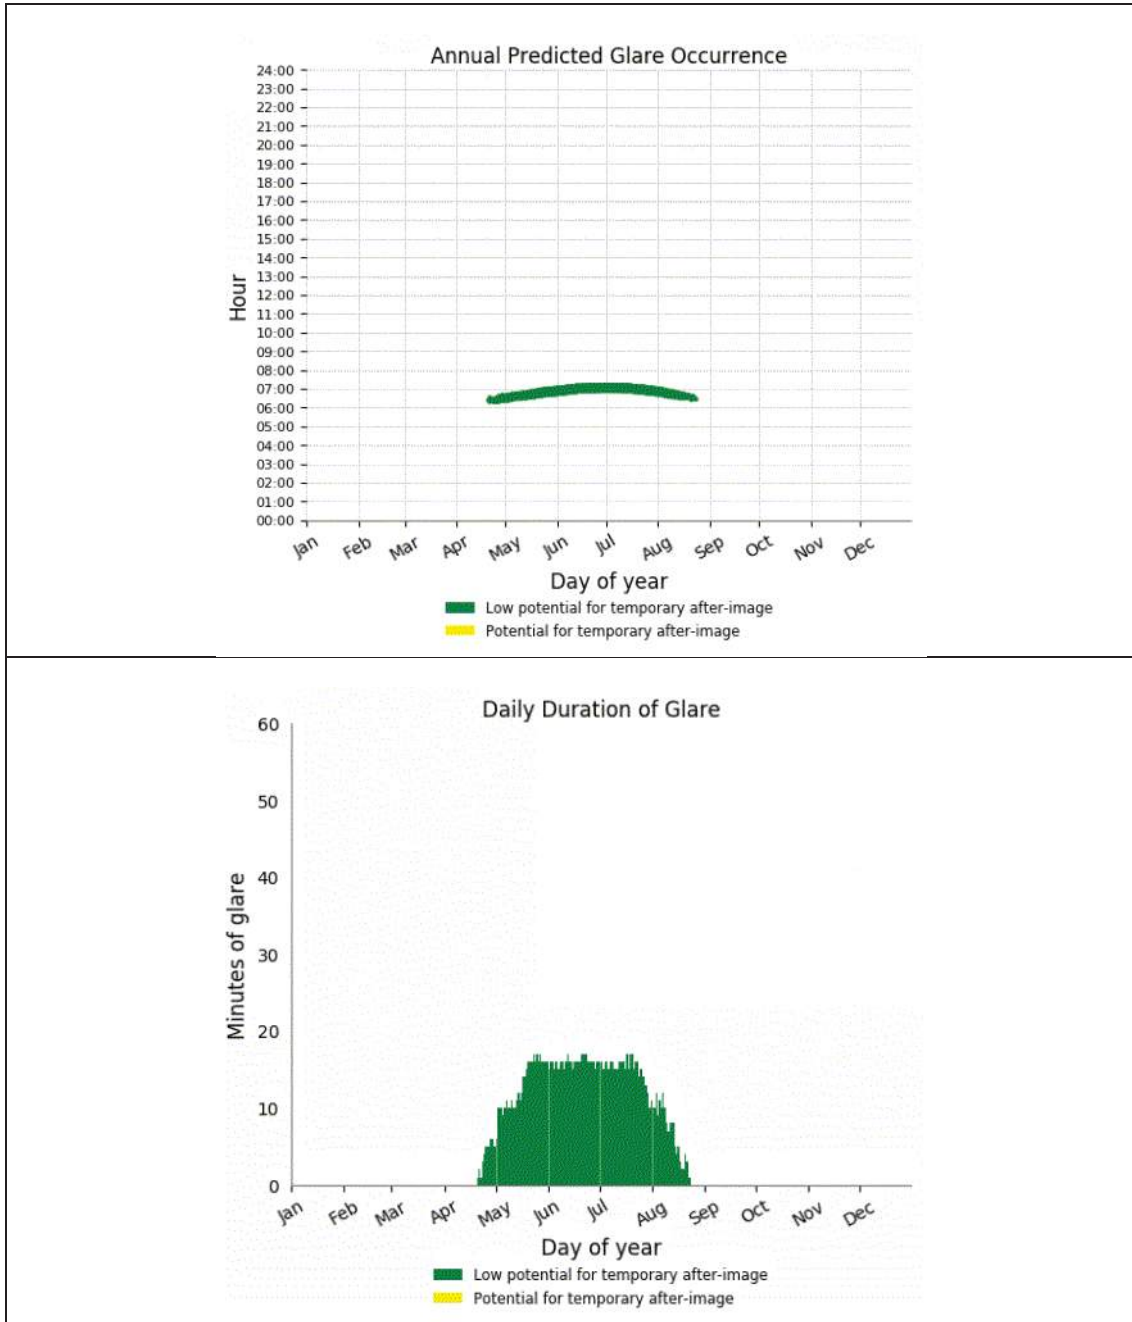 Annual Predicted Glare Occurrence
24:00
23:00
22:00
21:00
20:00
19:00
18:00
17:00
16:00
15:00
14:00
13:00
12:00
11:00
10:00
09:00
08:00
07:00
06:00
05:00
04:00
03:00
02:00
01:00
00:00
Hour
Jan Feb Mar Apr May Jun Jul Aug Sep Oct Nov Dec
Day of year
Low potential for temporary after-image
Potential for temporary after-image
Daily Duration of Glare
60
50
40
30
20
10
0
Minutes of glare
Jan Feb Mar Apr May Jun Jul Aug Sep Oct Nov Dec
Day of year
Low potential for temporary after-image
Potential for temporary after-image